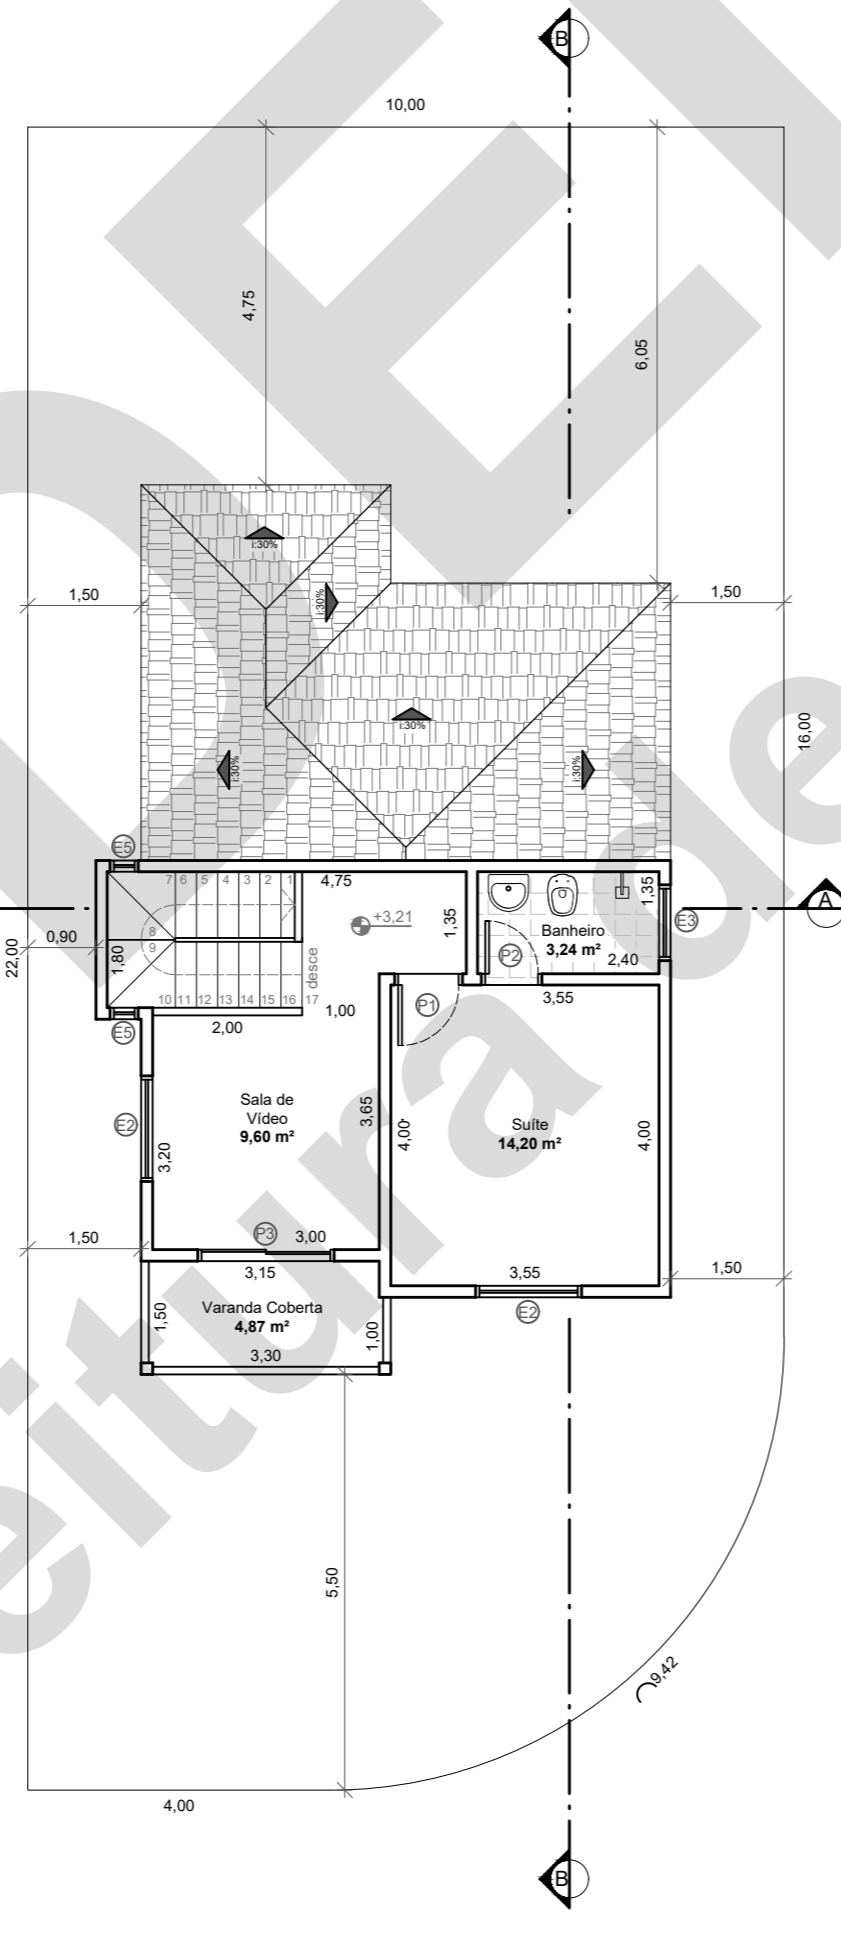 B
10,00
4,75
6,05
i:30%
i:30%
1,50
1,50
i:30%
16,00
i:30%
i:30%
E5
7 6 5 4 3 2 1
4,75
1,35
Banheiro
3,24 m²
2,40
1,35
E3
A
+3,21
22,00
0,90
1,80
8
9
desce
P2
10 11 12 13 14 15 16 17
1,00
P1
3,55
E5
2,00
Sala de
Vídeo
9,60 m²
3,65
4,00
Suíte
14,20 m²
4,00
E2
3,20
1,50
P3
3,00
3,15
3,55
1,50
Varanda Coberta
4,87 m²
1,50
1,00
E2
3,30
5,50
9,42
4,00
B
DE
eitura de